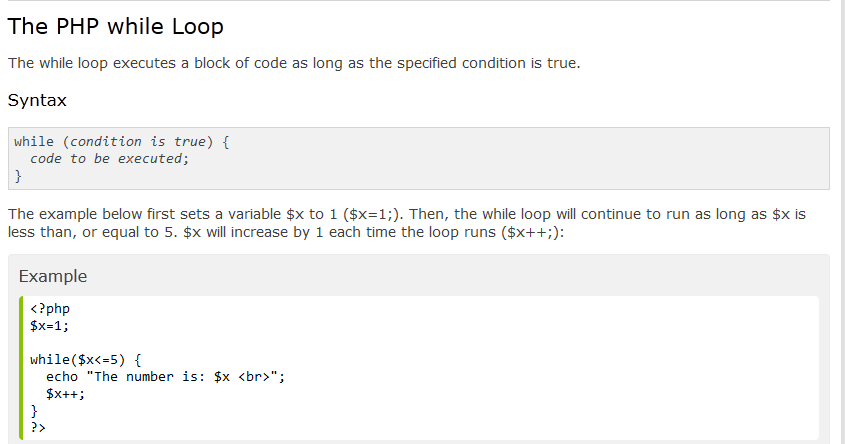 The PHP while Loop
The while loop executes a block of code as long as the specified condition is true.
Syntax
while (condition is true) {
  code to be executed;
}
The example below first sets a variable $x to 1 ($x=1;). Then, the while loop will continue to run as long as $x is
less than, or equal to 5. $x will increase by 1 each time the loop runs ($x++;):
Example
<?php
$x=1;

while($x<=5) {
  echo "The number is: $x <br>";
  $x++;
}
?>